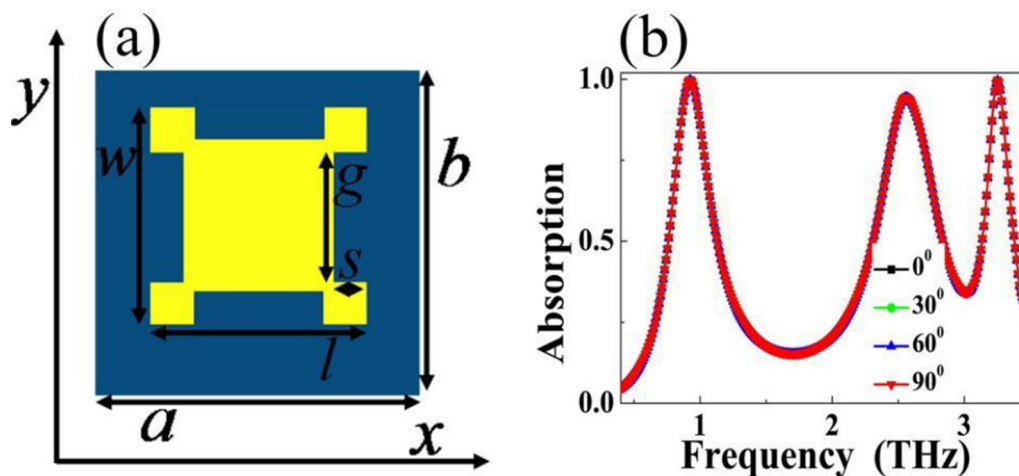 (a)
y
w
g
b
s
l
a
x
(b)
1.0
0.5
0.0
Absorption
0⁰
30⁰
60⁰
90⁰
1
2
3
Frequency (THz)